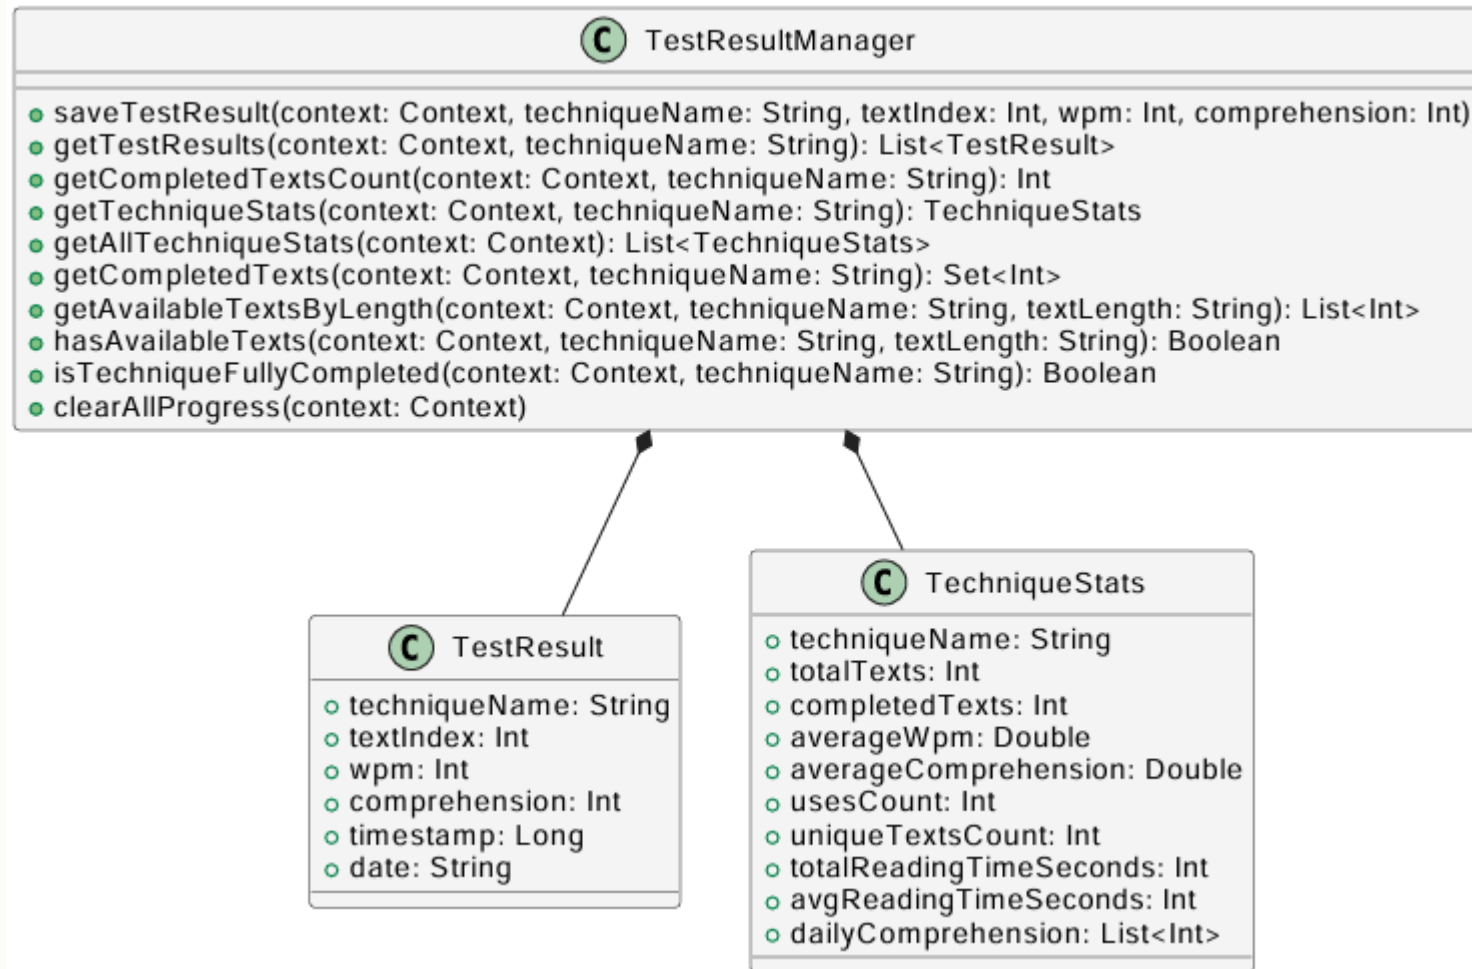 C TestResultManager
saveTestResult(context: Context, techniqueName: String, textIndex: Int, wpm: Int, comprehension: Int)
getTestResults(context: Context, techniqueName: String): List<TestResult>
getCompletedTextsCount(context: Context, techniqueName: String): Int
getTechniqueStats(context: Context, techniqueName: String): TechniqueStats
getAllTechniqueStats(context: Context): List<TechniqueStats>
getCompletedTexts(context: Context, techniqueName: String): Set<Int>
getAvailableTextsByLength(context: Context, techniqueName: String, textLength: String): List<Int>
hasAvailableTexts(context: Context, techniqueName: String, textLength: String): Boolean
isTechniqueFullyCompleted(context: Context, techniqueName: String): Boolean
clearAllProgress(context: Context)
C TestResult
techniqueName: String
textIndex: Int
wpm: Int
comprehension: Int
timestamp: Long
date: String
C TechniqueStats
techniqueName: String
totalTexts: Int
completedTexts: Int
averageWpm: Double
averageComprehension: Double
usesCount: Int
uniqueTextsCount: Int
totalReadingTimeSeconds: Int
avgReadingTimeSeconds: Int
dailyComprehension: List<Int>